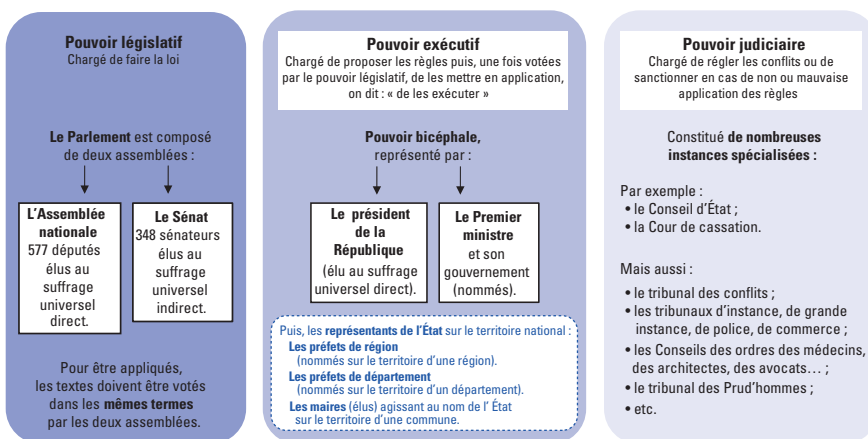 Pouvoir législatif
Chargé de faire la loi
Le Parlement est composé
de deux assemblées :
L'Assemblée
nationale
577 députés
élus au
suffrage
universel
direct.
Le Sénat
348 sénateurs
élus au
suffrage
universel
indirect.
Pour être appliqués,
les textes doivent être votés
dans les mêmes termes
par les deux assemblées.
Pouvoir exécutif
Chargé de proposer les règles puis, une fois votées
par le pouvoir législatif, de les mettre en application,
on dit : « de les exécuter »
Pouvoir bicéphale,
représenté par :
Le président
de la
République
(élu au suffrage
universel direct).
Le Premier
ministre
et son
gouvernement
(nommés).
Puis, les représentants de l'État sur le territoire national :
Les préfets de région
(nommés sur le territoire d'une région).
Les préfets de département
(nommés sur le territoire d'un département).
Les maires (élus) agissant au nom de l' État
sur le territoire d'une commune.
Pouvoir judiciaire
Chargé de régler les conflits ou de
sanctionner en cas de non ou mauvaise
application des règles
Constitué de nombreuses
instances spécialisées :
Par exemple :
• le Conseil d'État ;
• la Cour de cassation.
Mais aussi :
• le tribunal des conflits ;
• les tribunaux d'instance, de grande
instance, de police, de commerce ;
• les Conseils des ordres des médecins,
des architectes, des avocats… ;
• le tribunal des Prud'hommes ;
• etc.